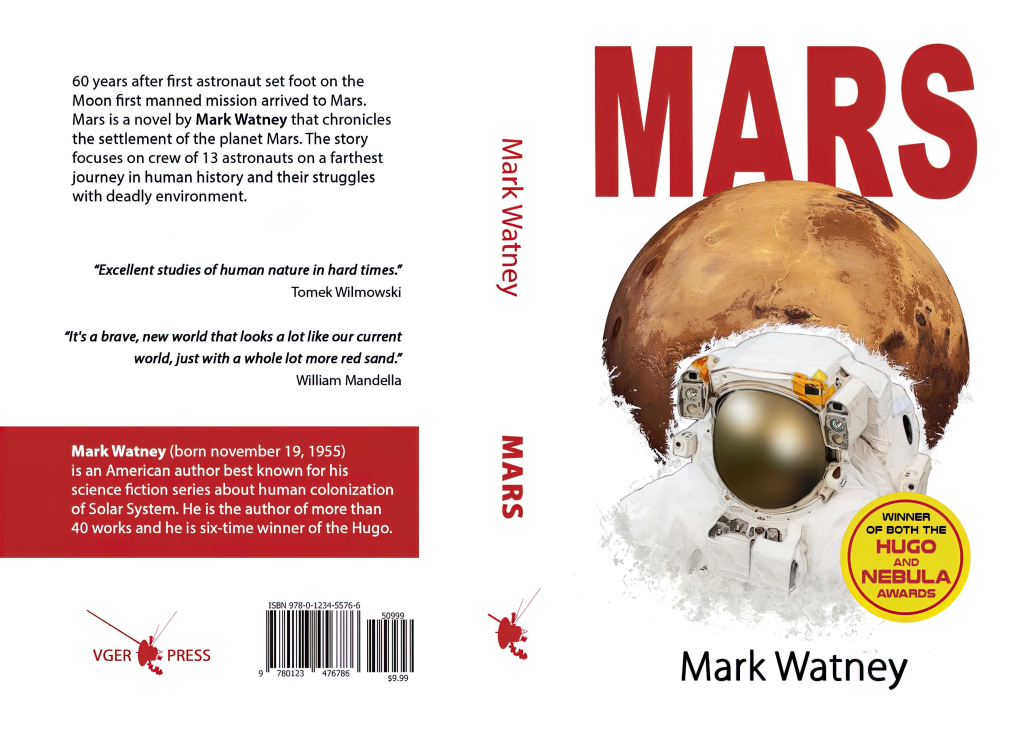 60 years after first astronaut set foot on the
Moon first manned mission arrived to Mars.
Mars is a novel by Mark Watney that chronicles
the settlement of the planet Mars. The story
focuses on crew of 13 astronauts on a farthest
journey in human history and their struggles
with deadly environment.
“Excellent studies of human nature in hard times.”
Tomek Wilmowski
“It's a brave, new world that looks a lot like our current
world, just with a whole lot more red sand.”
William Mandella
Mark Watney (born november 19, 1955)
is an American author best known for his
science fiction series about human colonization
of Solar System. He is the author of more than
40 works and he is six-time winner of the Hugo.
VGER PRESS
ISBN 978-0-1234-5576-6
50999
9 780123 476786
$9.99
Mark Watney
MARS
MARS
WINNER
OF BOTH THE
HUGO
AND
NEBULA
AWARDS
Mark Watney